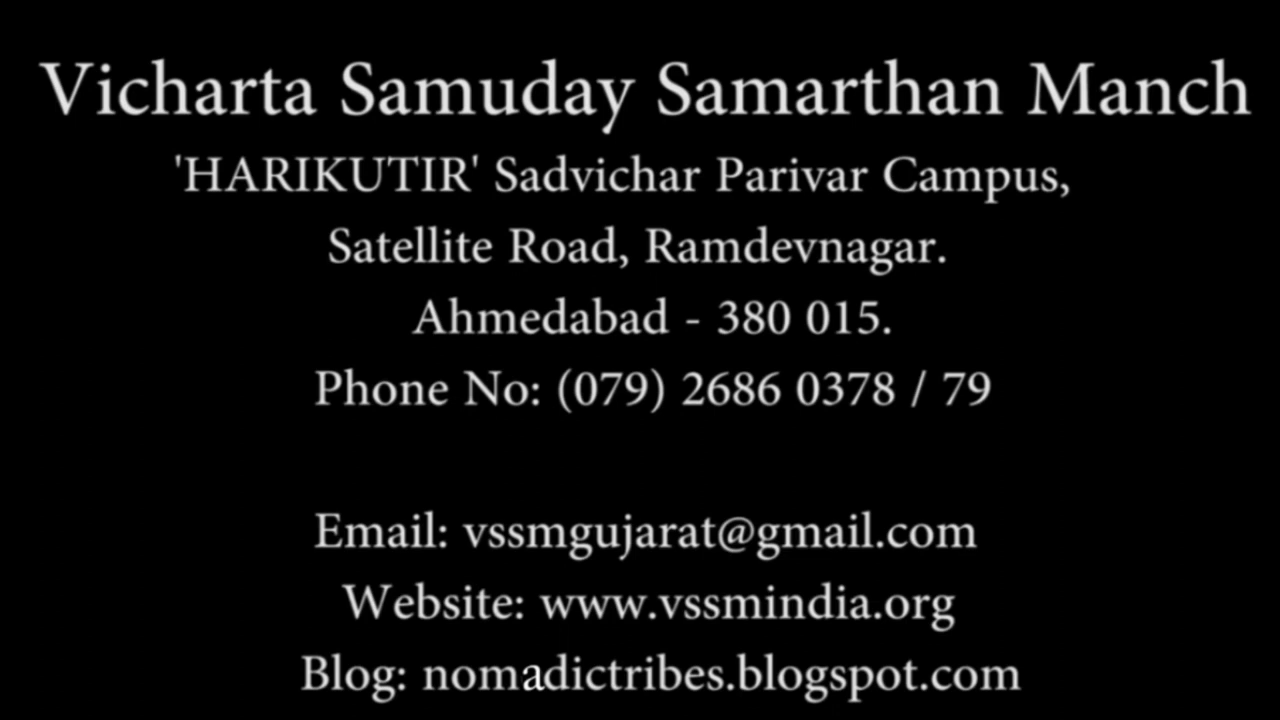 Vicharta Samuday Samarthan Manch
'HARIKUTIR' Sadvichar Parivar Campus,
Satellite Road, Ramdevnagar.
Ahmedabad - 380 015.
Phone No: (079) 2686 0378 / 79
Email: vssmgujarat@gmail.com
Website: www.vssmindia.org
Blog: nomadictribes.blogspot.com